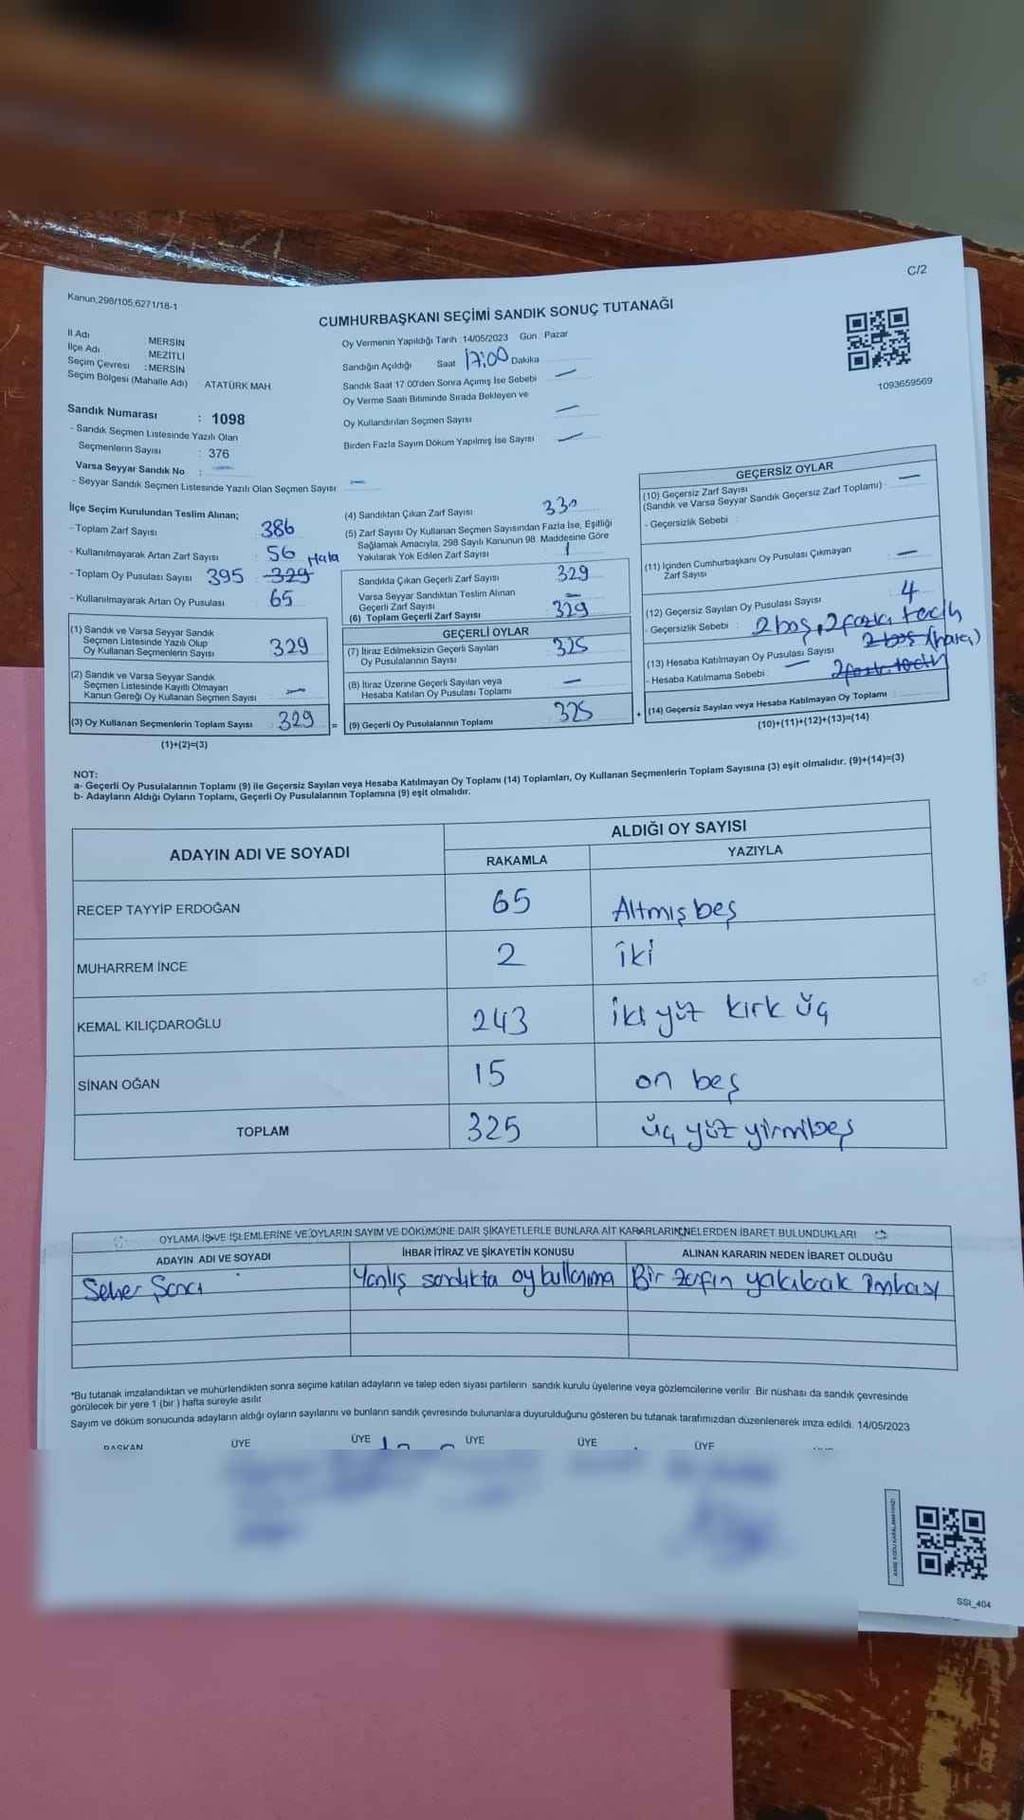 C/2
Kanun,298/105,6271/18-1
CUMHURBAŞKANI SEÇİMİ SANDIK SONUÇ TUTANAĞI
İl Adı MERSİN
İlçe Adı MEZİTLİ
Seçim Çevresi :MERSİN
Seçim Bölgesi (Mahalle Adı) ATATÜRK MAH.
Oy Vermenin Yapıldığı Tarih 14/05/2023 Gün Pazar
Sandığın Açıldığı Saat 17:00 Dakika
Sandık Saat 17 00'den Sonra Açımış İse Sebebi —
Oy Verme Saati Bitiminde Sırada Bekleyen ve
Oy Kullandırılan Seçmen Sayısı —
Birden Fazla Sayım Döküm Yapılmış İse Sayısı —
1093659569
Sandık Numarası : 1098
- Sandık Seçmen Listesinde Yazılı Olan
Seçmenlerin Sayısı : 376
Varsa Seyyar Sandık No : —
- Seyyar Sandık Seçmen Listesinde Yazılı Olan Seçmen Sayısı —
İlçe Seçim Kurulundan Teslim Alınan;
- Toplam Zarf Sayısı : 386
- Kullanılmayarak Artan Zarf Sayısı : 56 Hata
- Toplam Oy Pusulası Sayısı 395 329
- Kullanılmayarak Artan Oy Pusulası : 65
(1) Sandık ve Varsa Seyyar Sandık
Seçmen Listesinde Yazılı Olup
Oy Kullanan Seçmenlerin Sayısı 329
(2) Sandık ve Varsa Seyyar Sandık
Seçmen Listesinde Kayıtlı Olmayan
Kanun Gereği Oy Kullanan Seçmen Sayısı —
(3) Oy Kullanan Seçmenlerin Toplam Sayısı 329 =
(1)+(2)=(3)
(4) Sandıktan Çıkan Zarf Sayısı 330
(5) Zarf Sayısı Oy Kullanan Seçmen Sayısından Fazla İse, Eşitliği
Sağlamak Amacıyla, 298 Sayılı Kanunun 98. Maddesine Göre
Yakılarak Yok Edilen Zarf Sayısı 1
Sandıkta Çıkan Geçerli Zarf Sayısı 329
Varsa Seyyar Sandıktan Teslim Alınan
Geçerli Zarf Sayısı —
(6) Toplam Geçerli Zarf Sayısı 329
GEÇERLİ OYLAR
(7) İtiraz Edilmeksizin Geçerli Sayılan
Oy Pusulalarının Sayısı 325
(8) İtiraz Üzerine Geçerli Sayılan veya
Hesaba Katılan Oy Pusulası Toplamı —
(9) Geçerli Oy Pusulalarının Toplamı 325 +
GEÇERSİZ OYLAR
(10) Geçersiz Zarf Sayısı
(Sandık ve Varsa Seyyar Sandık Geçersiz Zarf Toplamı) : —
- Geçersizlik Sebebi :
(11) İçinden Cumhurbaşkanı Oy Pusulası Çıkmayan
Zarf Sayısı —
(12) Geçersiz Sayılan Oy Pusulası Sayısı 4
- Geçersizlik Sebebi : 2 boş, 2 fazla tercih
2 boş (hata)
(13) Hesaba Katılmayan Oy Pusulası Sayısı —
- Hesaba Katılmama Sebebi : 2 fazla tercih
(14) Geçersiz Sayılan veya Hesaba Katılmayan Oy Toplamı
(10)+(11)+(12)+(13)=(14)
NOT:
a- Geçerli Oy Pusulalarının Toplamı (9) ile Geçersiz Sayılan veya Hesaba Katılmayan Oy Toplamı (14) Toplamları, Oy Kullanan Seçmenlerin Toplam Sayısına (3) eşit olmalıdır. (9)+(14)=(3)
b- Adayların Aldığı Oyların Toplamı, Geçerli Oy Pusulalarının Toplamına (9) eşit olmalıdır.
ADAYIN ADI VE SOYADI
ALDIĞI OY SAYISI
RAKAMLA YAZIYLA
RECEP TAYYİP ERDOĞAN 65 Altmış beş
MUHARREM İNCE 2 iki
KEMAL KILIÇDAROĞLU 243 iki yüz kırk üç
SİNAN OĞAN 15 on beş
TOPLAM 325 üç yüz yirmibeş
OYLAMA İŞ VE İŞLEMLERİNE VE OYLARIN SAYIM VE DÖKÜMÜNE DAİR ŞİKAYETLERLE BUNLARA AİT KARARLARIN NELERDEN İBARET BULUNDUKLARI
ADAYIN ADI VE SOYADI İHBAR İTİRAZ VE ŞİKAYETİN KONUSU ALINAN KARARIN NEDEN İBARET OLDUĞU
Seher Yanlış sandıkta oy kullanma Bir zarfın yakılarak imhası
*Bu tutanak imzalandıktan ve mühürlendikten sonra seçime katılan adayların ve talep eden siyasi partilerin sandık kurulu üyelerine veya gözlemcilerine verilir. Bir nüshası da sandık çevresinde
görülecek bir yere 1 (bir ) hafta süreyle asılır.
Sayım ve döküm sonucunda adayların aldığı oyların sayılarını ve bunların sandık çevresinde bulunanlara duyurulduğunu gösteren bu tutanak tarafımızdan düzenlenerek imza edildi. 14/05/2023
BAŞKAN ÜYE ÜYE ÜYE ÜYE ÜYE
SSI_404